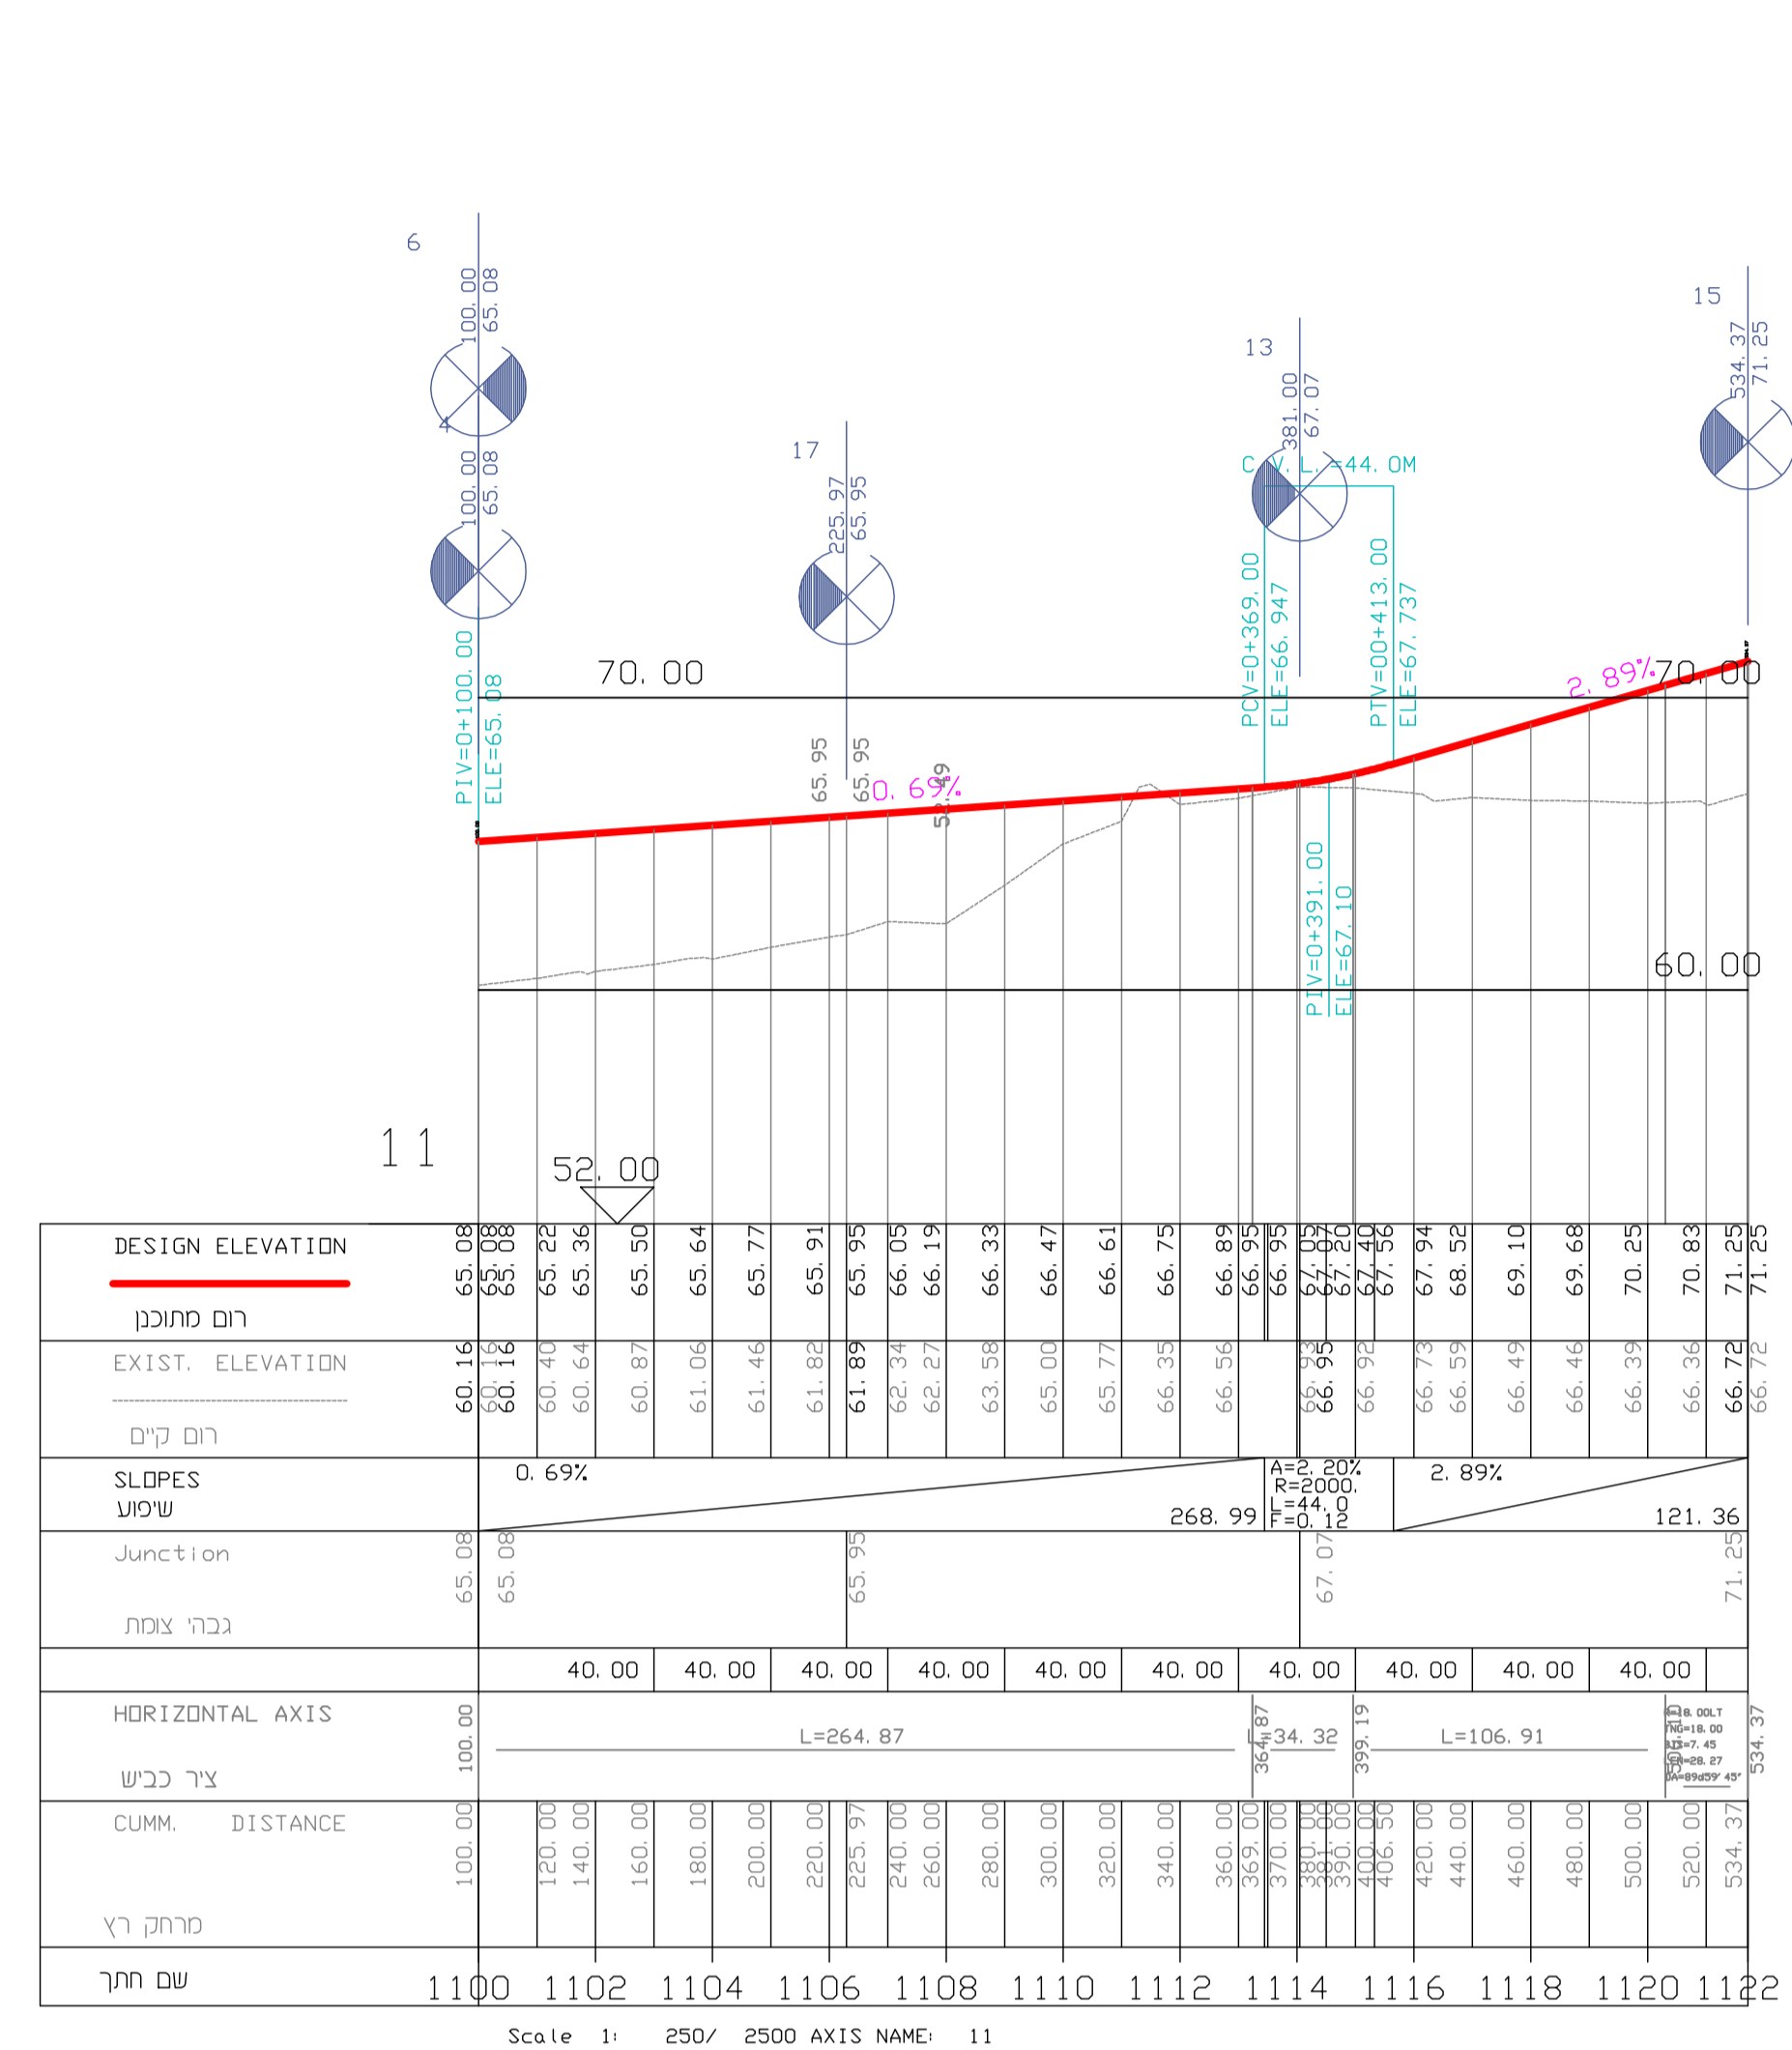 6
100.00
65.08
4
100.00
65.08
17
225.97
65.95
13
381.00
67.07
15
534.37
71.25
C.V.L.=44.0M
PCV=0+369.00
ELE=66.947
PTV=00+413.00
ELE=67.737
PIV=0+100.00
ELE=65.08
PIV=0+391.00
ELE=67.10
70.00
70.00
2.89%
0.69%
65.95
65.95
60.00
11
52.00
DESIGN ELEVATION
רום מתוכנן
65.08 65.08 65.08 65.22 65.36 65.50 65.64 65.77 65.91 65.95 66.05 66.19 66.33 66.47 66.61 66.75 66.89 66.95 66.95 67.05 67.07 67.20 67.40 67.56 67.94 68.52 69.10 69.68 70.25 70.83 71.25 71.25
EXIST. ELEVATION
רום קיים
60.16 60.16 60.16 60.40 60.64 60.87 61.06 61.46 61.82 61.89 62.34 62.27 63.58 65.00 65.77 66.35 66.56 66.93 66.95 66.92 66.73 66.59 66.49 66.46 66.39 66.36 66.72 66.72
SLOPES
שיפוע
0.69%
268.99
A=2.20%
R=2000.
L=44.0
F=0.12
2.89%
121.36
Junction
גבהי צומת
65.08 65.08 65.95 67.07 71.25
40.00 40.00 40.00 40.00 40.00 40.00 40.00 40.00 40.00 40.00
HORIZONTAL AXIS
ציר כביש
100.00
L=264.87
364.87
L=34.32
399.19
L=106.91
506.10
R=18.00LT
TNG=18.00
DIS=7.45
LEN=28.27
DA=89d59'45"
534.37
CUMM. DISTANCE
מרחק רץ
100.00 120.00 140.00 160.00 180.00 200.00 220.00 225.97 240.00 260.00 280.00 300.00 320.00 340.00 360.00 369.00 370.00 380.00 381.00 390.00 400.00 406.50 420.00 440.00 460.00 480.00 500.00 520.00 534.37
שם חתך
1100 1102 1104 1106 1108 1110 1112 1114 1116 1118 1120 1122
Scale 1: 250/ 2500 AXIS NAME: 11